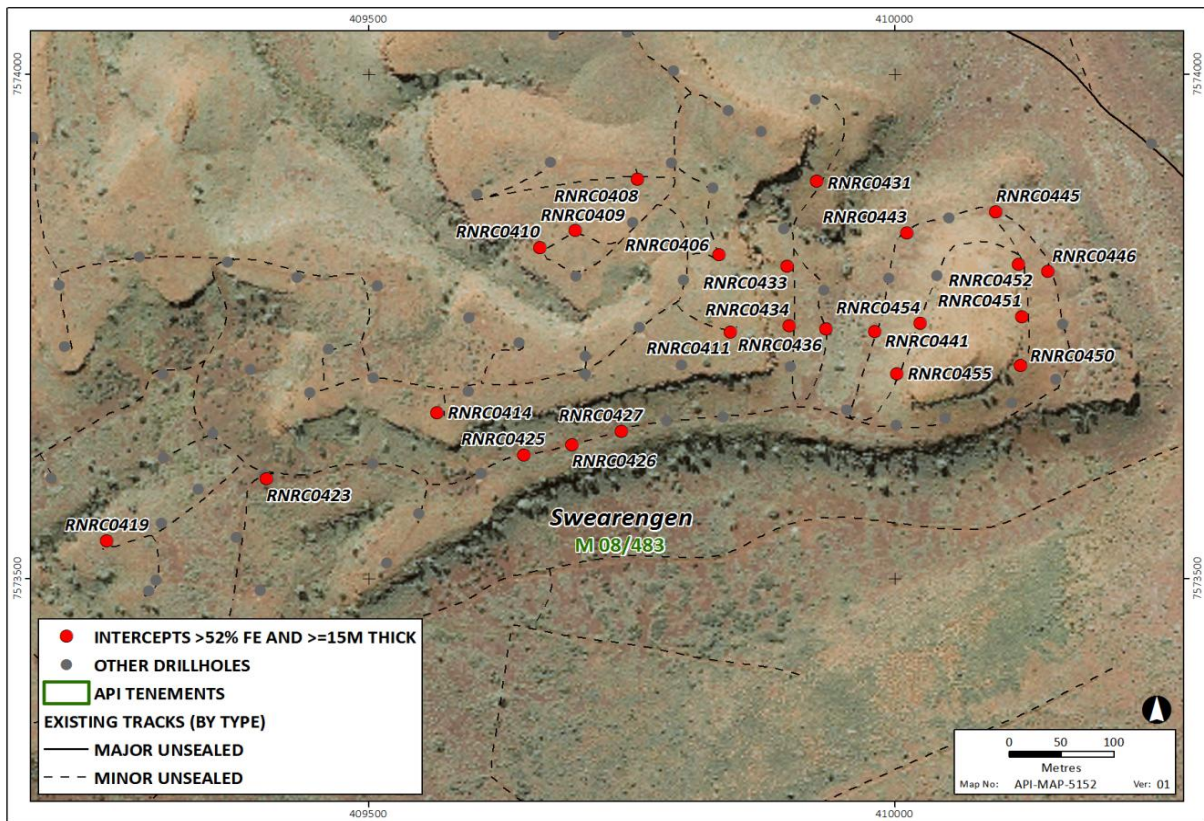 409500
410000
7574000
7574000
RNRC0408
RNRC0431
RNRC0409
RNRC0445
RNRC0410
RNRC0443
RNRC0406
RNRC0433
RNRC0452
RNRC0446
RNRC0434
RNRC0454
RNRC0451
RNRC0411
RNRC0436
RNRC0441
RNRC0455
RNRC0450
RNRC0414
RNRC0427
RNRC0425
RNRC0426
RNRC0423
RNRC0419
Swearengen
M 08/483
7573500
7573500
INTERCEPTS >52% FE AND >=15M THICK
OTHER DRILLHOLES
API TENEMENTS
EXISTING TRACKS (BY TYPE)
MAJOR UNSEALED
MINOR UNSEALED
0 50 100
Metres
Map No: API-MAP-5152 Ver: 01
409500
410000